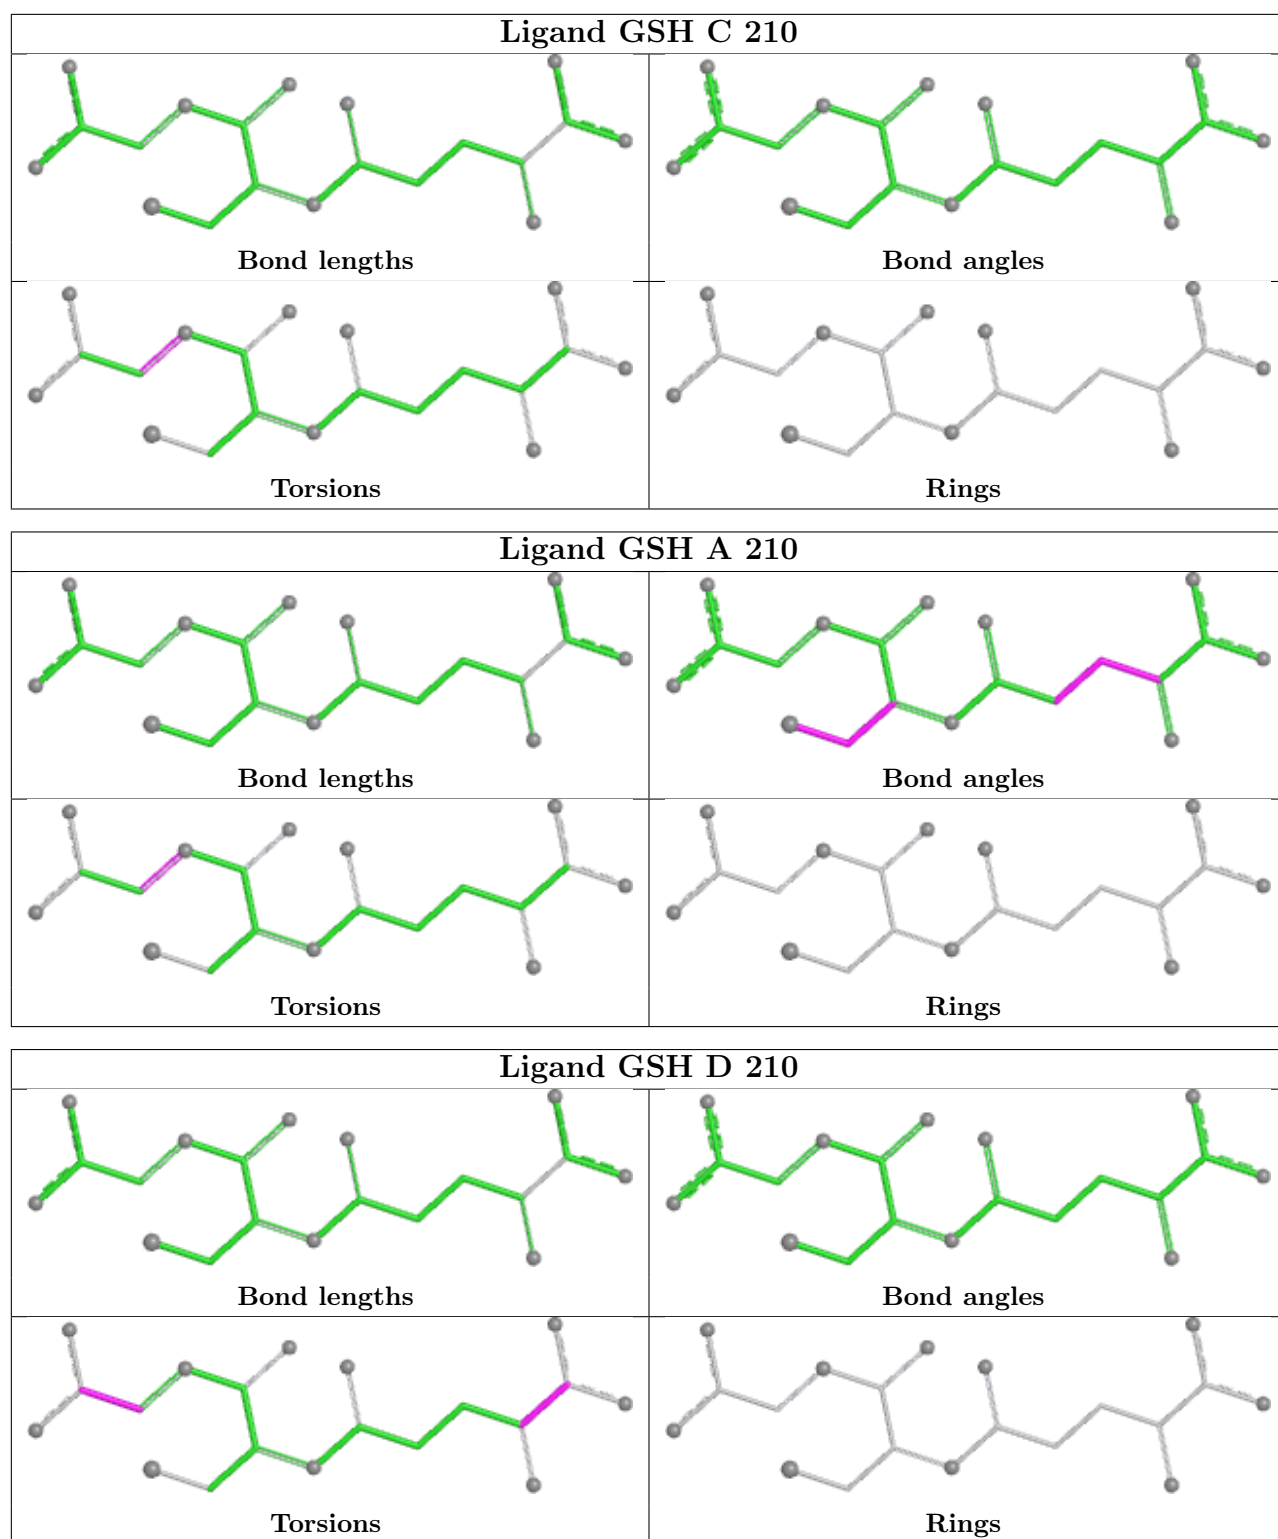 Ligand GSH C 210
Bond lengths
Bond angles
Torsions
Rings
Ligand GSH A 210
Bond lengths
Bond angles
Torsions
Rings
Ligand GSH D 210
Bond lengths
Bond angles
Torsions
Rings